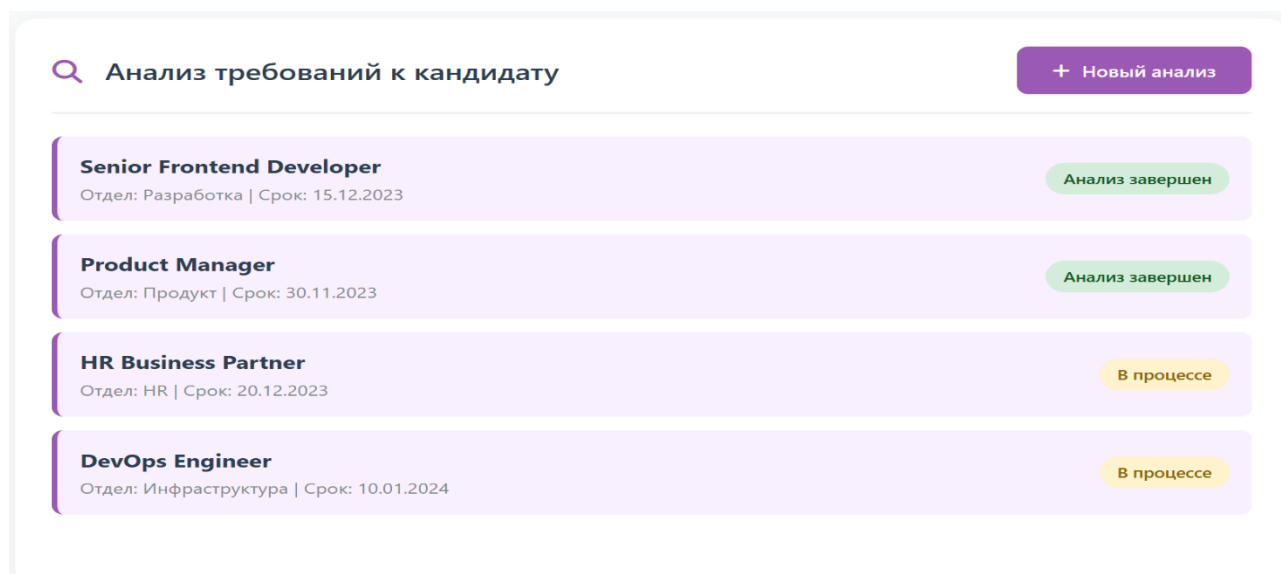 Анализ требований к кандидату
+ Новый анализ
Senior Frontend Developer
Отдел: Разработка | Срок: 15.12.2023
Анализ завершен
Product Manager
Отдел: Продукт | Срок: 30.11.2023
Анализ завершен
HR Business Partner
Отдел: HR | Срок: 20.12.2023
В процессе
DevOps Engineer
Отдел: Инфраструктура | Срок: 10.01.2024
В процессе